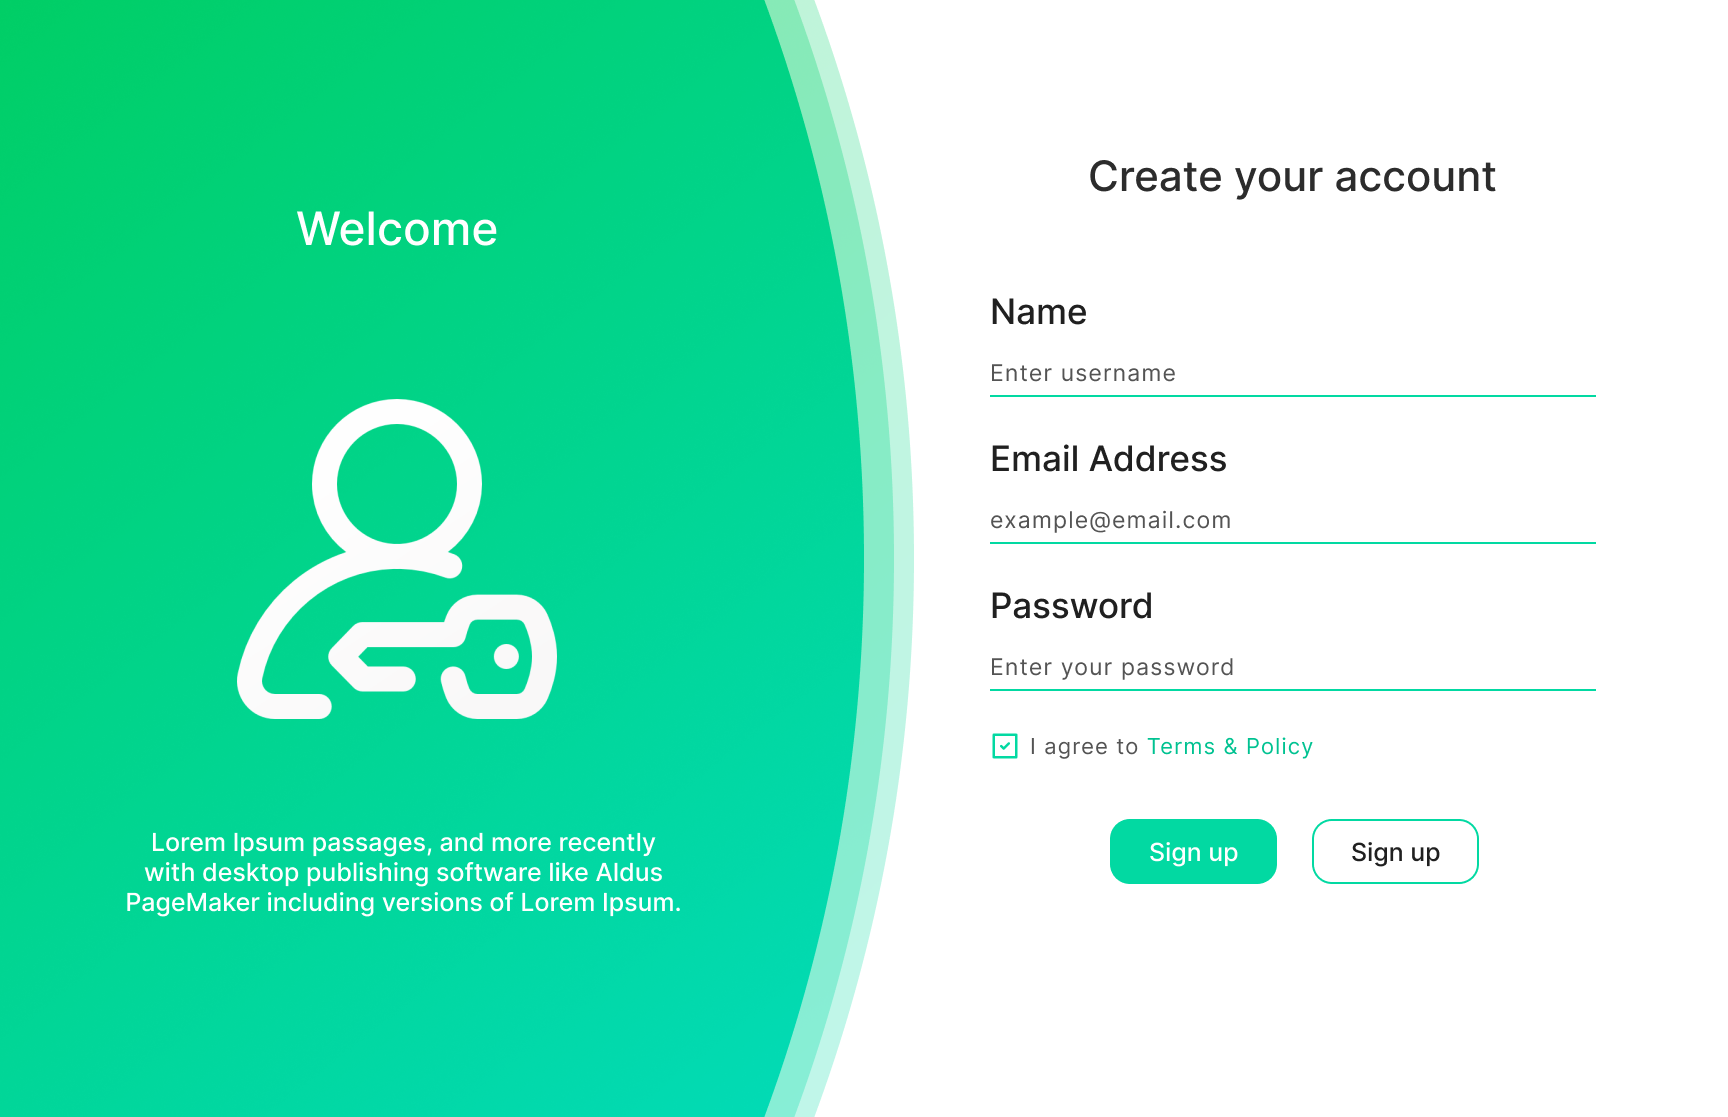 Welcome
Lorem Ipsum passages, and more recently
with desktop publishing software like Aldus
PageMaker including versions of Lorem Ipsum.
Create your account
Name
Enter username
Email Address
example@email.com
Password
Enter your password
I agree to Terms & Policy
Sign up
Sign up